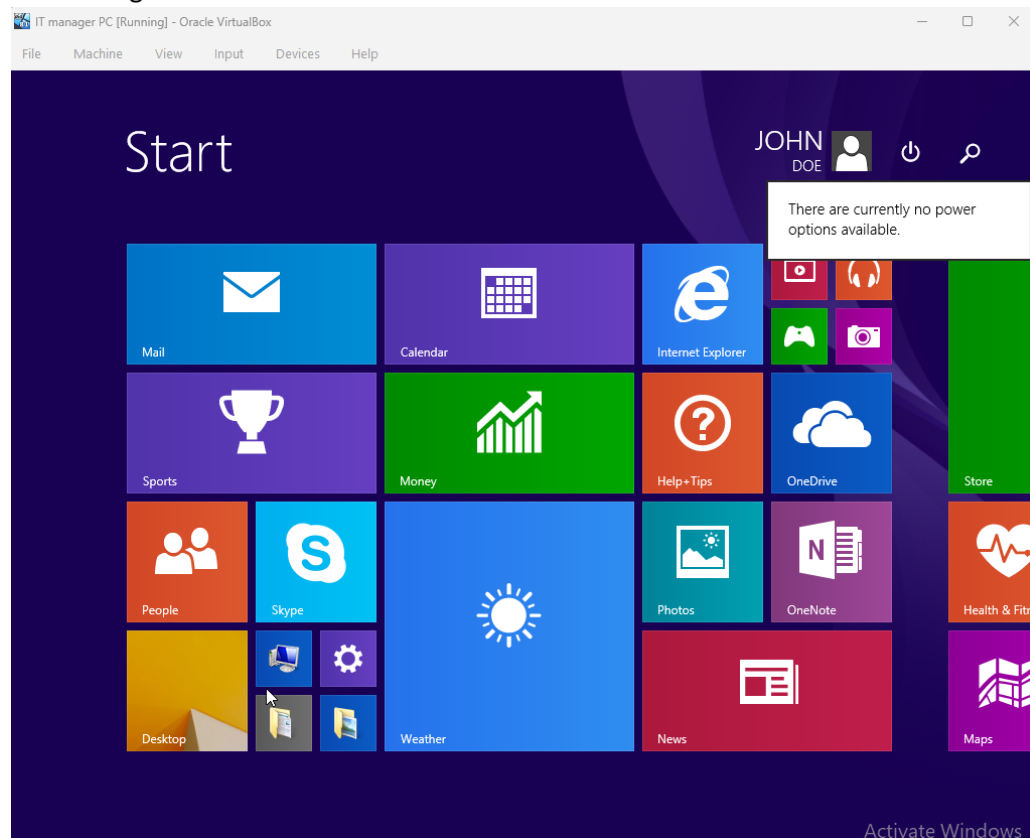 IT manager PC [Running] - Oracle VirtualBox
File Machine View Input Devices Help
Start
JOHN
DOE
There are currently no power
options available.
Mail
Calendar
Internet Explorer
Sports
Money
Help+Tips
OneDrive
Store
People
Skype
Photos
OneNote
Health & Fitn
Desktop
Weather
News
Maps
Activate Windows